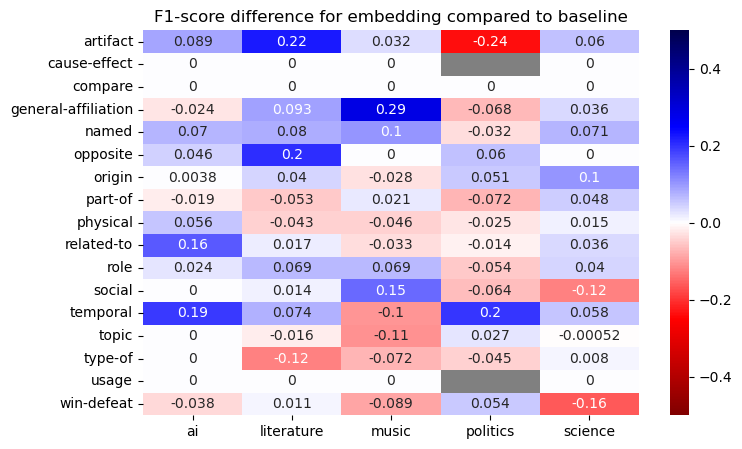 F1-score difference for embedding compared to baseline
artifact 0.089 0.22 0.032 -0.24 0.06
cause-effect 0 0 0 0
compare 0 0 0 0 0
general-affiliation -0.024 0.093 0.29 -0.068 0.036
named 0.07 0.08 0.1 -0.032 0.071
opposite 0.046 0.2 0 0.06 0
origin 0.0038 0.04 -0.028 0.051 0.1
part-of -0.019 -0.053 0.021 -0.072 0.048
physical 0.056 -0.043 -0.046 -0.025 0.015
related-to 0.16 0.017 -0.033 -0.014 0.036
role 0.024 0.069 0.069 -0.054 0.04
social 0 0.014 0.15 -0.064 -0.12
temporal 0.19 0.074 -0.1 0.2 0.058
topic 0 -0.016 -0.11 0.027 -0.00052
type-of 0 -0.12 -0.072 -0.045 0.008
usage 0 0 0 0
win-defeat -0.038 0.011 -0.089 0.054 -0.16
ai literature music politics science
0.4
0.2
0.0
−0.2
−0.4